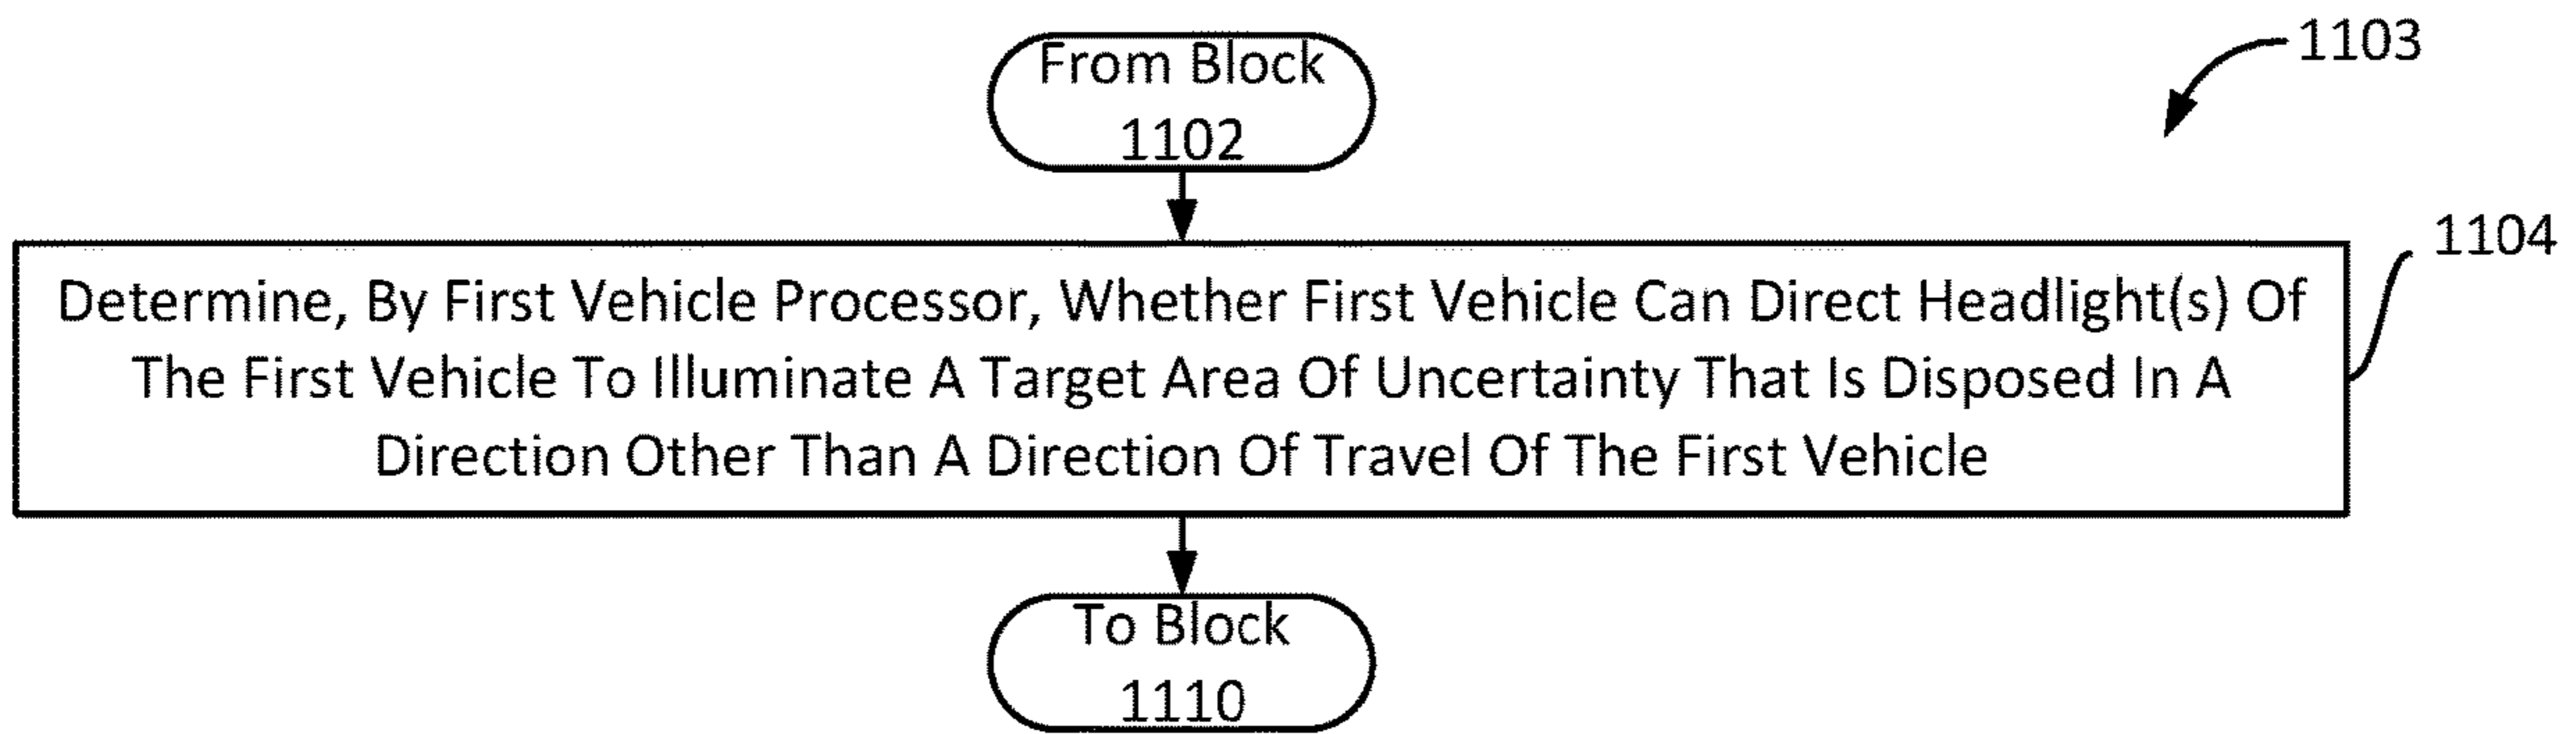 From Block
1102
1103
1104
Determine, By First Vehicle Processor, Whether First Vehicle Can Direct Headlight(s) Of
The First Vehicle To Illuminate A Target Area Of Uncertainty That Is Disposed In A
Direction Other Than A Direction Of Travel Of The First Vehicle
To Block
1110